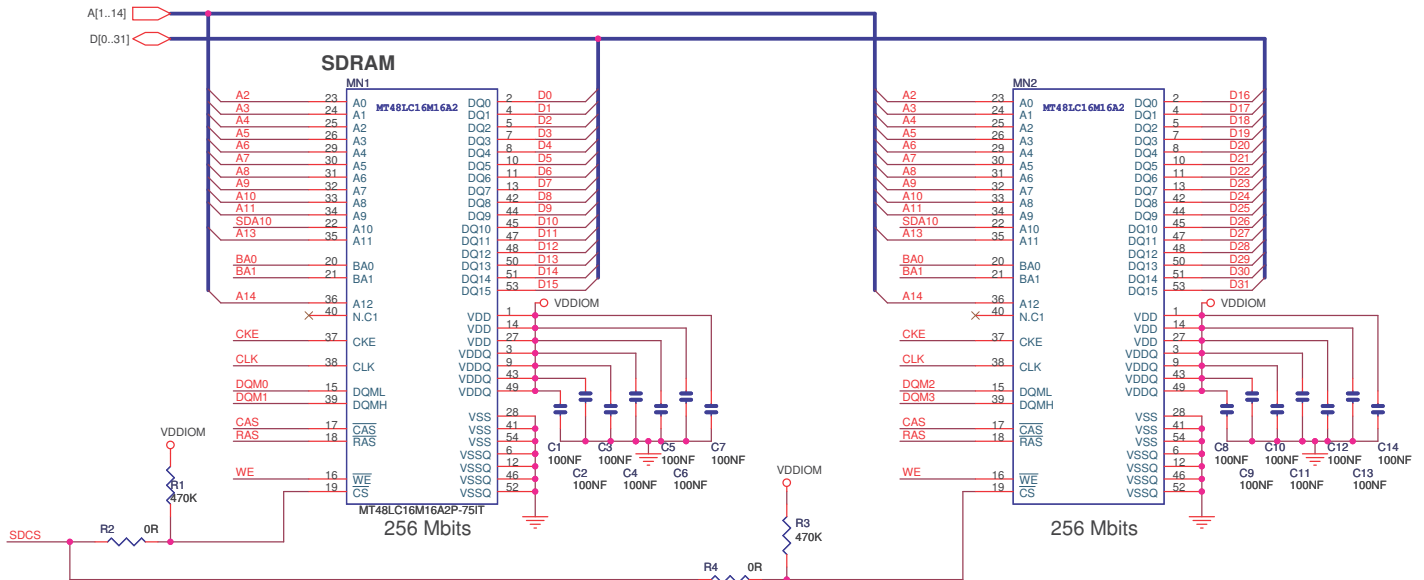 A[1..14]
D[0..31]
SDRAM
MN1
MT48LC16M16A2
A2 23 A0 DQ0 2 D0
A3 24 A1 DQ1 4 D1
A4 25 A2 DQ2 5 D2
A5 26 A3 DQ3 7 D3
A6 29 A4 DQ4 8 D4
A7 30 A5 DQ5 10 D5
A8 31 A6 DQ6 11 D6
A9 32 A7 DQ7 13 D7
A10 33 A8 DQ8 42 D8
A11 34 A9 DQ9 44 D9
SDA10 22 A10 DQ10 45 D10
A13 35 A11 DQ11 47 D11
DQ12 48 D12
BA0 20 BA0 DQ13 50 D13
BA1 21 BA1 DQ14 51 D14
DQ15 53 D15
A14 36 A12
VDDIOM
40 N.C1 VDD 1
VDD 14
CKE 37 CKE VDD 27
VDDQ 3
CLK 38 CLK VDDQ 9
VDDQ 43
DQM0 15 DQML VDDQ 49
DQM1 39 DQMH
VSS 28
CAS 17 CAS VSS 41
RAS 18 RAS VSS 54
VSSQ 6
VSSQ 12
WE 16 WE VSSQ 46
19 CS VSSQ 52
MT48LC16M16A2P-75IT
256 Mbits
C1 C3 C5 C7
100NF 100NF 100NF 100NF
C2 C4 C6
100NF 100NF 100NF
VDDIOM
R1
470K
R2 0R
SDCS
VDDIOM
R3
470K
R4 0R
MN2
MT48LC16M16A2
A2 23 A0 DQ0 2 D16
A3 24 A1 DQ1 4 D17
A4 25 A2 DQ2 5 D18
A5 26 A3 DQ3 7 D19
A6 29 A4 DQ4 8 D20
A7 30 A5 DQ5 10 D21
A8 31 A6 DQ6 11 D22
A9 32 A7 DQ7 13 D23
A10 33 A8 DQ8 42 D24
A11 34 A9 DQ9 44 D25
SDA10 22 A10 DQ10 45 D26
A13 35 A11 DQ11 47 D27
DQ12 48 D28
BA0 20 BA0 DQ13 50 D29
BA1 21 BA1 DQ14 51 D30
DQ15 53 D31
A14 36 A12
VDDIOM
40 N.C1 VDD 1
VDD 14
CKE 37 CKE VDD 27
VDDQ 3
CLK 38 CLK VDDQ 9
VDDQ 43
DQM2 15 DQML VDDQ 49
DQM3 39 DQMH
VSS 28
CAS 17 CAS VSS 41
RAS 18 RAS VSS 54
VSSQ 6
VSSQ 12
WE 16 WE VSSQ 46
19 CS VSSQ 52
256 Mbits
C8 C10 C12 C14
100NF 100NF 100NF 100NF
C9 C11 C13
100NF 100NF 100NF